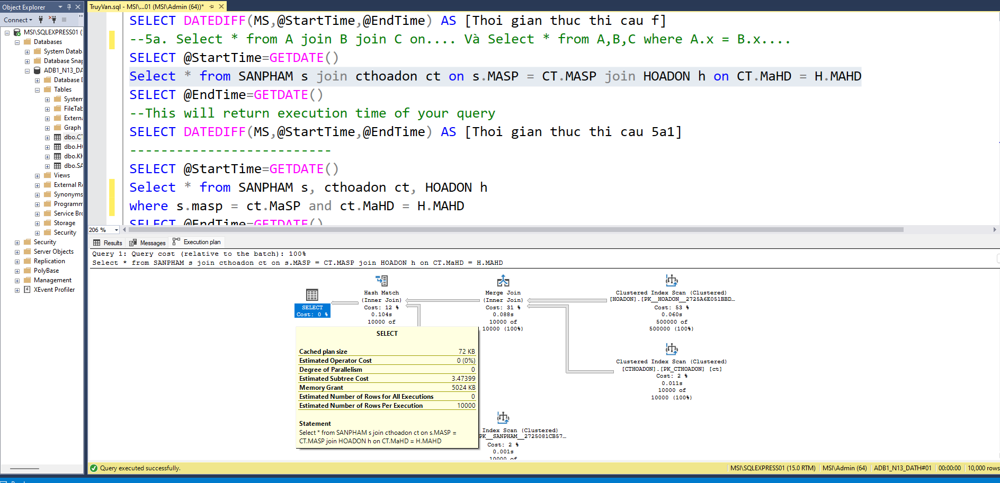 Object Explorer
Connect
MSI\SQLEXPRESS01 (
Databases
System Datab
Database Snap
ADB1_N13_DA
Database D
Tables
System
FileTab
Externa
Graph
dbo.CT
dbo.H
dbo.KH
dbo.SA
Views
External Re
Synonyms
Programm
Service Bro
Storage
Security
Security
Server Objects
Replication
PolyBase
Management
XEvent Profiler
TruyVan.sql - MSI\...01 (MSI\Admin (64))*
SELECT DATEDIFF(MS,@StartTime,@EndTime) AS [Thoi gian thuc thi cau f]
--5a. Select * from A join B join C on.... Và Select * from A,B,C where A.x = B.x....
SELECT @StartTime=GETDATE()
Select * from SANPHAM s join cthoadon ct on s.MASP = CT.MASP join HOADON h on CT.MaHD = H.MAHD
SELECT @EndTime=GETDATE()
--This will return execution time of your query
SELECT DATEDIFF(MS,@StartTime,@EndTime) AS [Thoi gian thuc thi cau 5a1]
--------------------------
SELECT @StartTime=GETDATE()
Select * from SANPHAM s, cthoadon ct, HOADON h
where s.masp = ct.MaSP and ct.MaHD = H.MAHD
SELECT @EndTime=GETDATE()
206 %
Results Messages Execution plan
Query 1: Query cost (relative to the batch): 100%
Select * from SANPHAM s join cthoadon ct on s.MASP = CT.MASP join HOADON h on CT.MaHD = H.MAHD
SELECT
Cost: 0 %
Hash Match
(Inner Join)
Cost: 12 %
0.104s
10000 of
Merge Join
(Inner Join)
Cost: 31 %
0.088s
10000 of
10000 (100%)
Clustered Index Scan (Clustered)
[HOADON].[PK__HOADON__2725A6E051BBD…
Cost: 53 %
0.060s
500000 of
500000 (100%)
Clustered Index Scan (Clustered)
[CTHOADON].[PK_CTHOADON] [ct]
Cost: 2 %
0.011s
10000 of
10000 (100%)
Index Scan (Clustered)
PK__SANPHAM__2725081CB57…
Cost: 2 %
0.001s
10000 of
SELECT
Cached plan size 72 KB
Estimated Operator Cost 0 (0%)
Degree of Parallelism 0
Estimated Subtree Cost 3.47399
Memory Grant 5024 KB
Estimated Number of Rows for All Executions 0
Estimated Number of Rows Per Execution 10000
Statement
Select * from SANPHAM s join cthoadon ct on s.MASP =
CT.MASP join HOADON h on CT.MaHD = H.MAHD
Query executed successfully.
MSI\SQLEXPRESS01 (15.0 RTM) MSI\Admin (64) ADB1_N13_DATH#01 00:00:00 10,000 rows